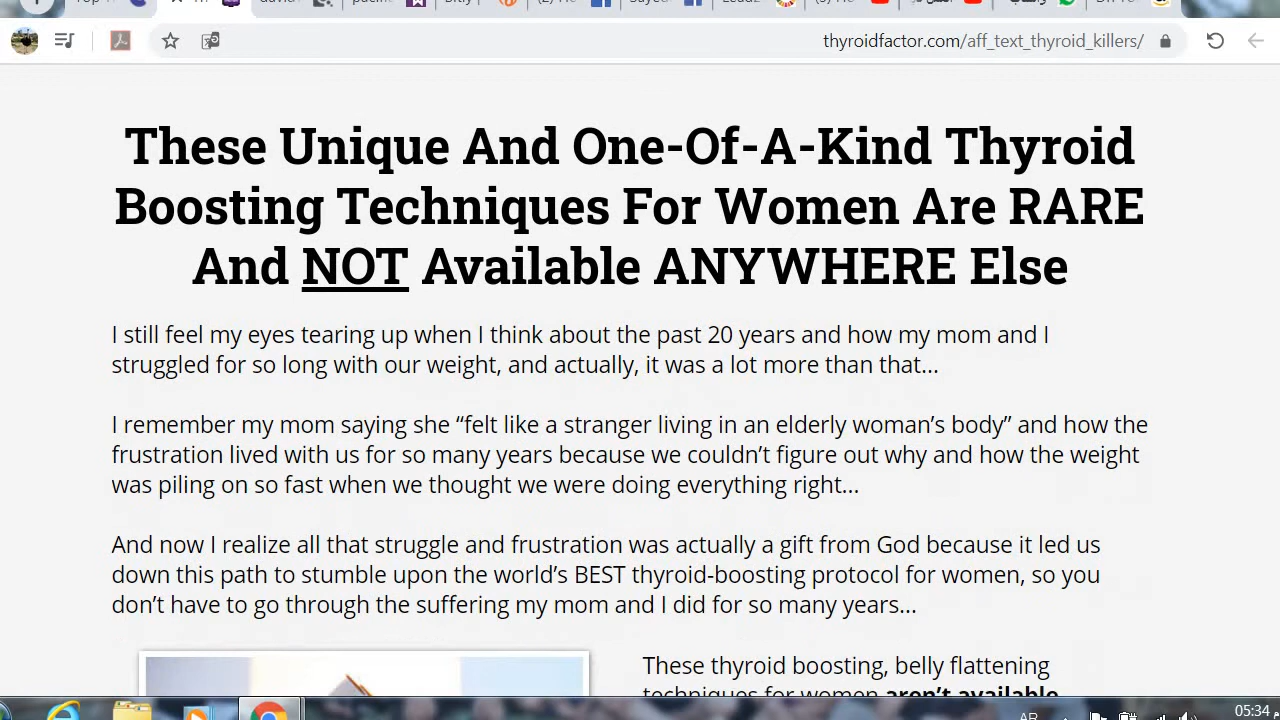 thyroidfactor.com/aff_text_thyroid_killers/
These Unique And One-Of-A-Kind Thyroid
Boosting Techniques For Women Are RARE
And NOT Available ANYWHERE Else
I still feel my eyes tearing up when I think about the past 20 years and how my mom and I
struggled for so long with our weight, and actually, it was a lot more than that...
I remember my mom saying she “felt like a stranger living in an elderly woman’s body” and how the
frustration lived with us for so many years because we couldn’t figure out why and how the weight
was piling on so fast when we thought we were doing everything right...
And now I realize all that struggle and frustration was actually a gift from God because it led us
down this path to stumble upon the world’s BEST thyroid-boosting protocol for women, so you
don’t have to go through the suffering my mom and I did for so many years...
These thyroid boosting, belly flattening
techniques for women aren’t available
AR
05:34